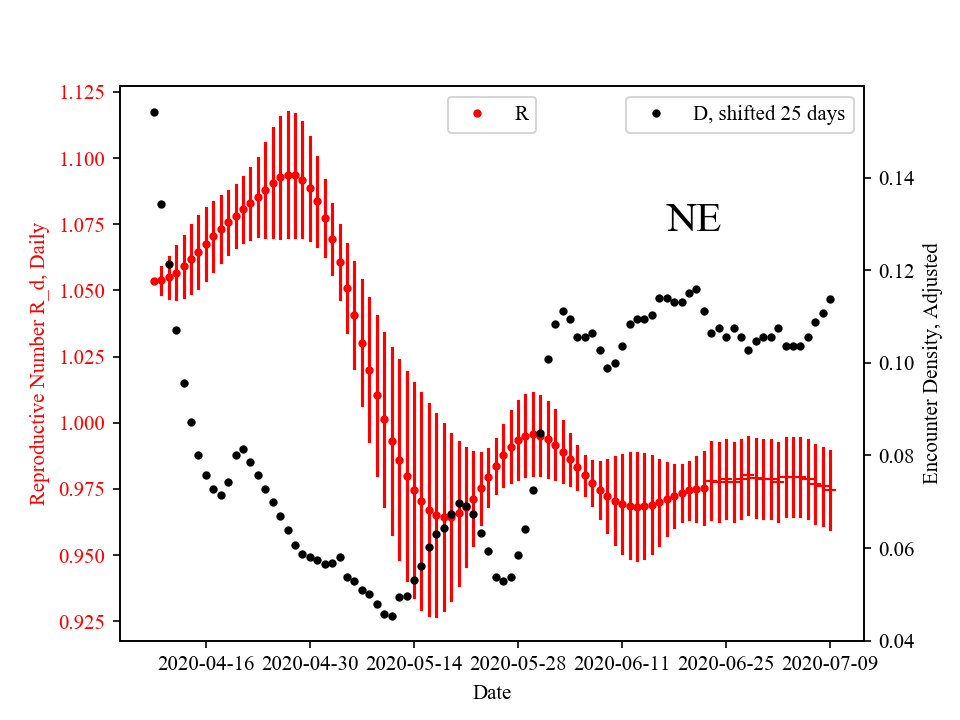 R
D, shifted 25 days
NE
Reproductive Number R_d, Daily
1.125
1.100
1.075
1.050
1.025
1.000
0.975
0.950
0.925
0.14
0.12
0.10
0.08
0.06
0.04
Encounter Density, Adjusted
2020-04-16 2020-04-30 2020-05-14 2020-05-28 2020-06-11 2020-06-25 2020-07-09
Date